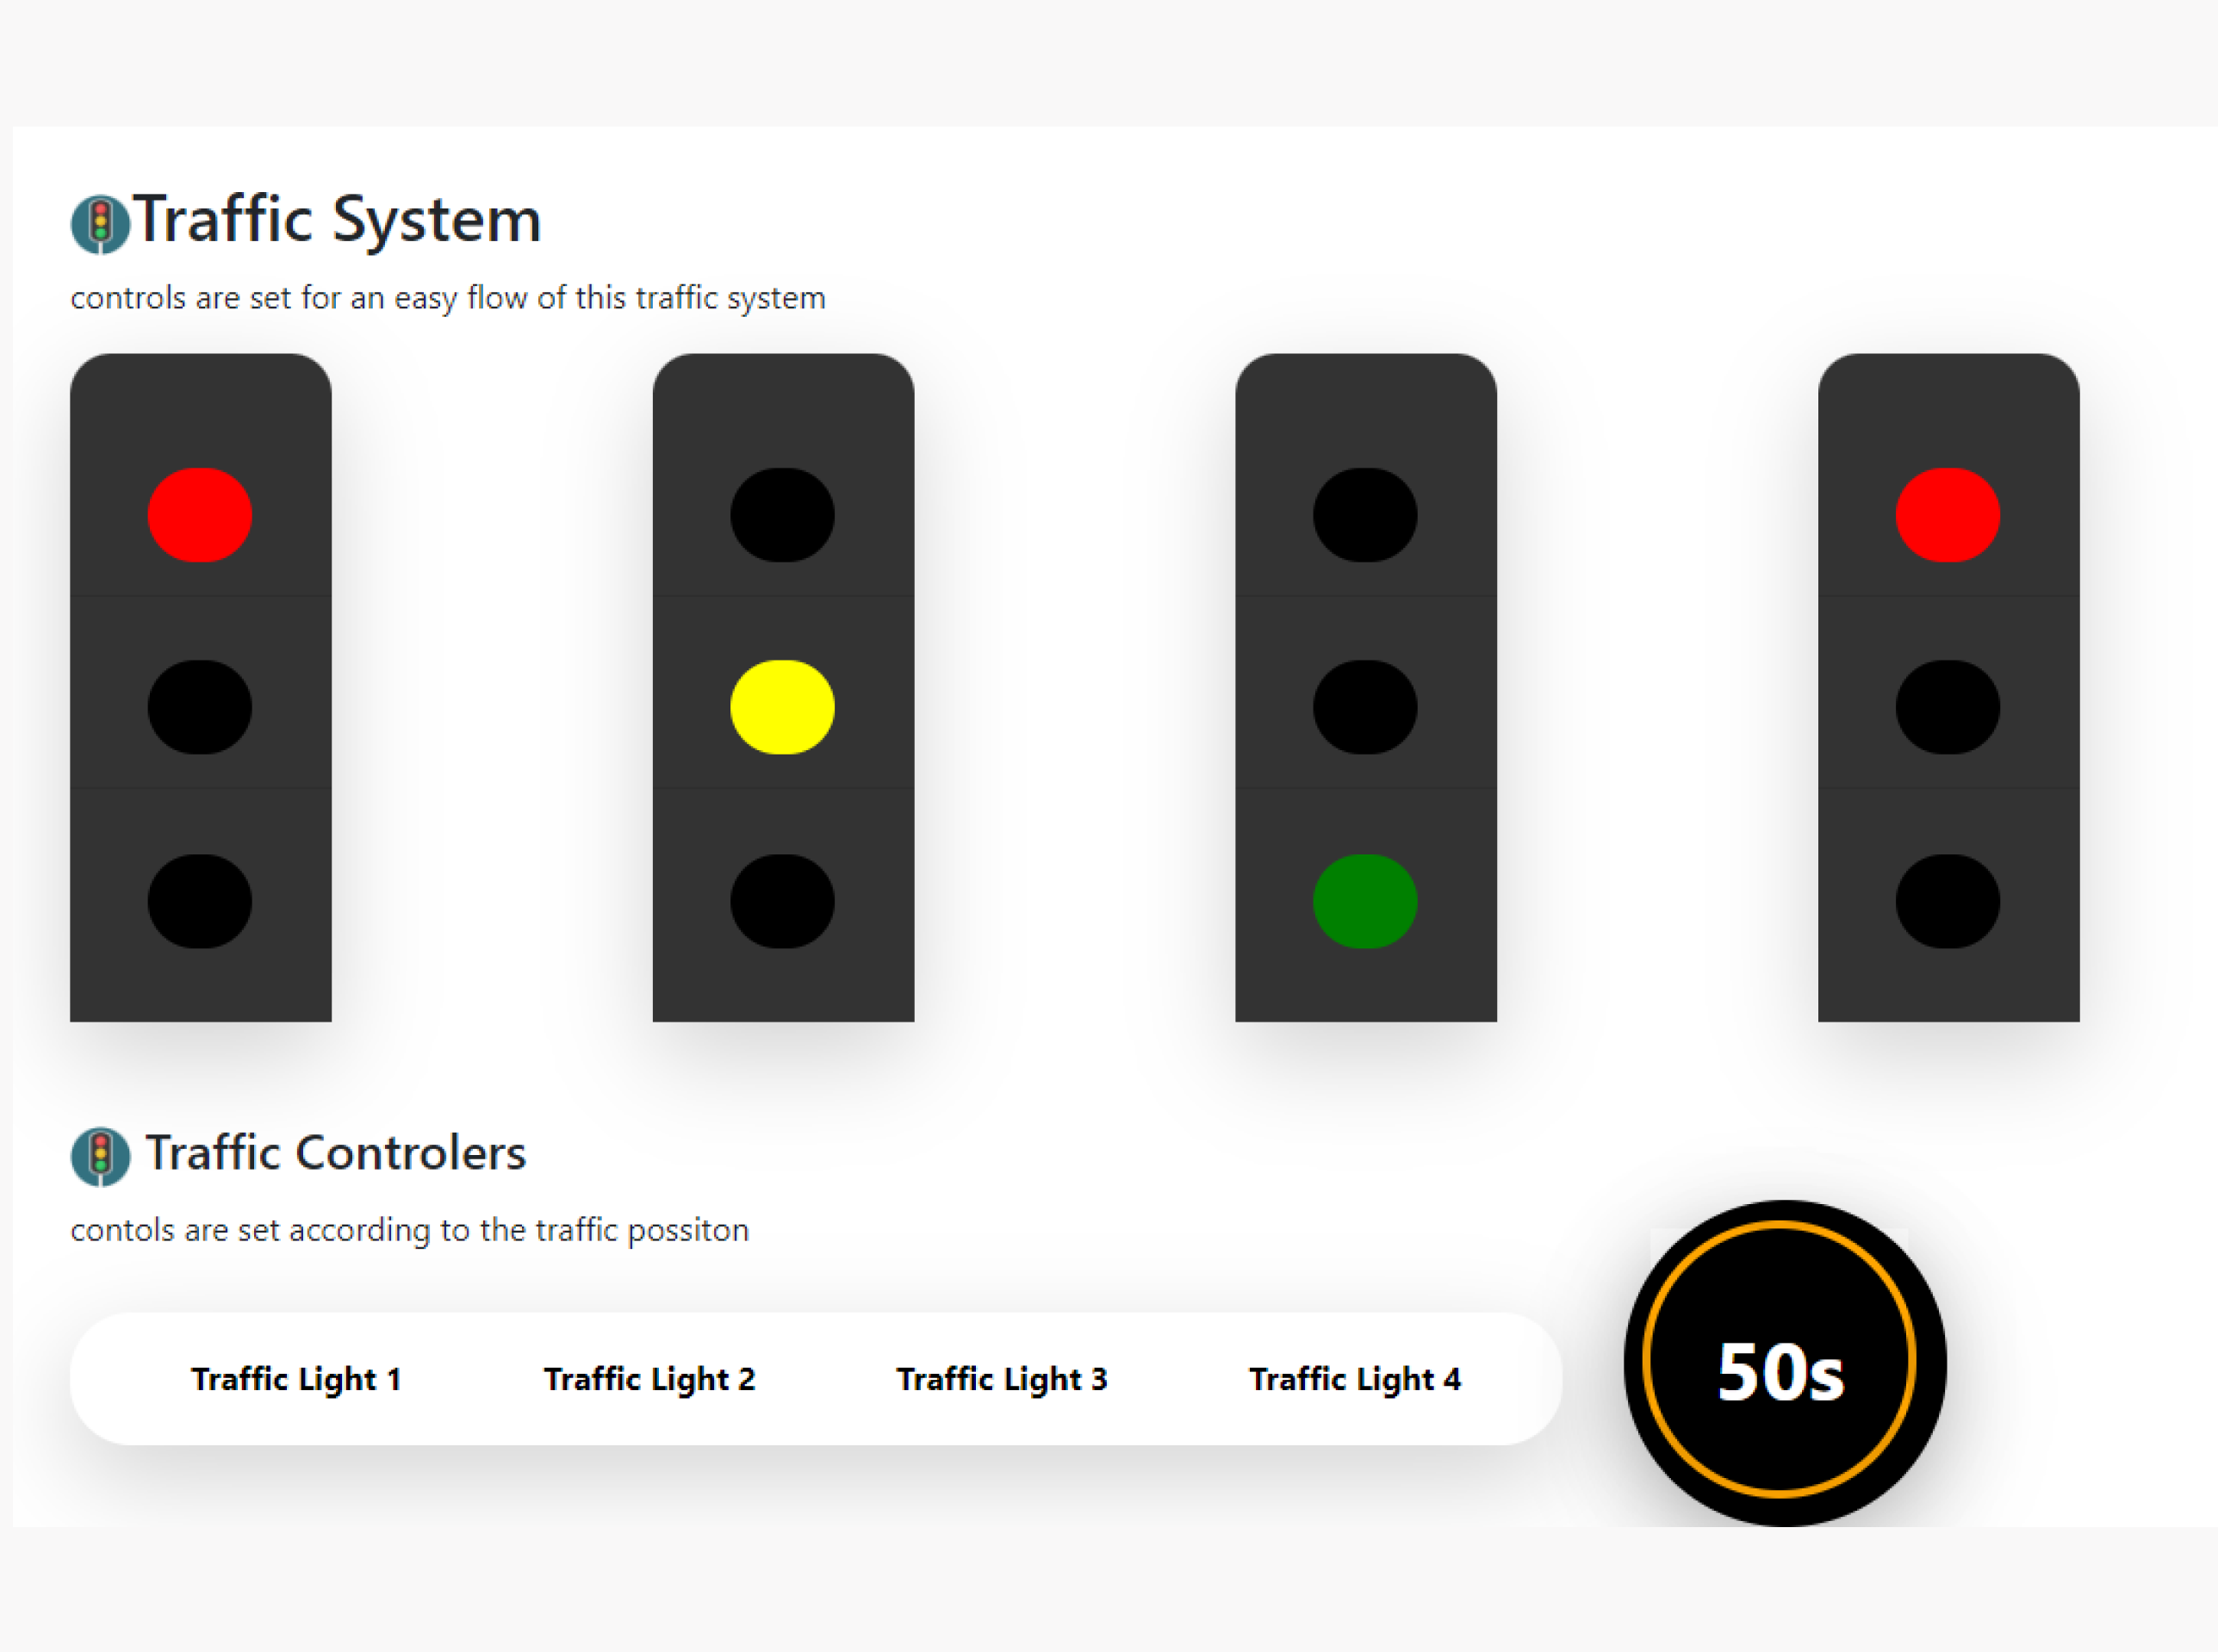 Traffic System
controls are set for an easy flow of this traffic system
Traffic Controlers
contols are set according to the traffic possiton
Traffic Light 1 Traffic Light 2 Traffic Light 3 Traffic Light 4
50s